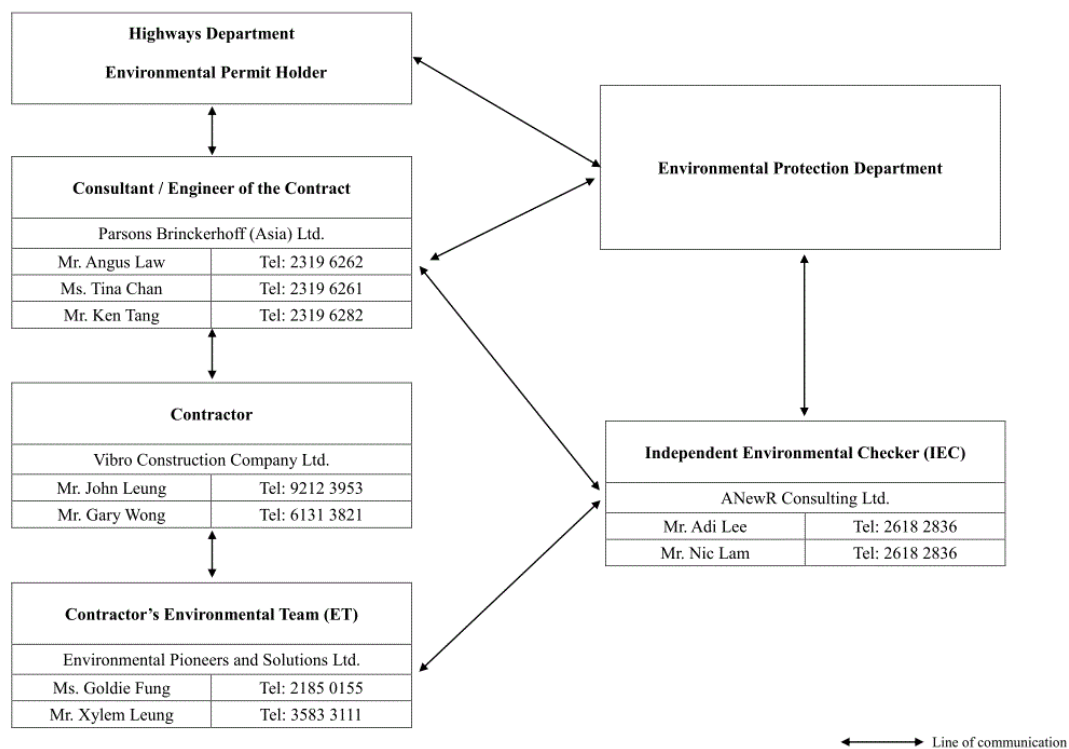 Highways Department
Environmental Permit Holder
Consultant / Engineer of the Contract
Parsons Brinckerhoff (Asia) Ltd.
Mr. Angus Law Tel: 2319 6262
Ms. Tina Chan Tel: 2319 6261
Mr. Ken Tang Tel: 2319 6282
Contractor
Vibro Construction Company Ltd.
Mr. John Leung Tel: 9212 3953
Mr. Gary Wong Tel: 6131 3821
Contractor’s Environmental Team (ET)
Environmental Pioneers and Solutions Ltd.
Ms. Goldie Fung Tel: 2185 0155
Mr. Xylem Leung Tel: 3583 3111
Environmental Protection Department
Independent Environmental Checker (IEC)
ANewR Consulting Ltd.
Mr. Adi Lee Tel: 2618 2836
Mr. Nic Lam Tel: 2618 2836
Line of communication